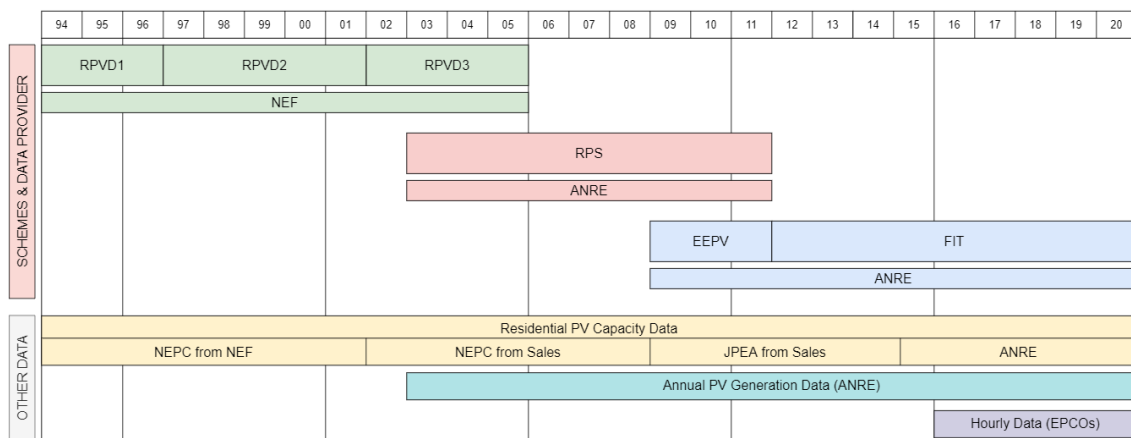 94 95 96 97 98 99 00 01 02 03 04 05 06 07 08 09 10 11 12 13 14 15 16 17 18 19 20
SCHEMES & DATA PROVIDER
RPVD1 RPVD2 RPVD3
NEF
RPS
ANRE
EEPV FIT
ANRE
OTHER DATA
Residential PV Capacity Data
NEPC from NEF NEPC from Sales JPEA from Sales ANRE
Annual PV Generation Data (ANRE)
Hourly Data (EPCOs)